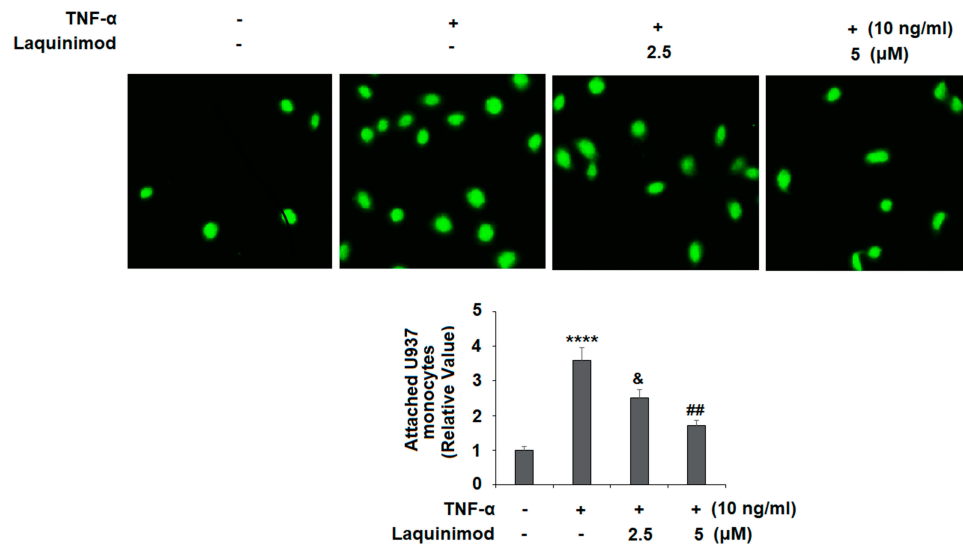 TNF-α - + + + (10 ng/ml)
Laquinimod - - 2.5 5 (μM)
5
4
3
2
1
0
Attached U937
monocytes
(Relative Value)
****
&
##
TNF-α - + + + (10 ng/ml)
Laquinimod - - 2.5 5 (μM)